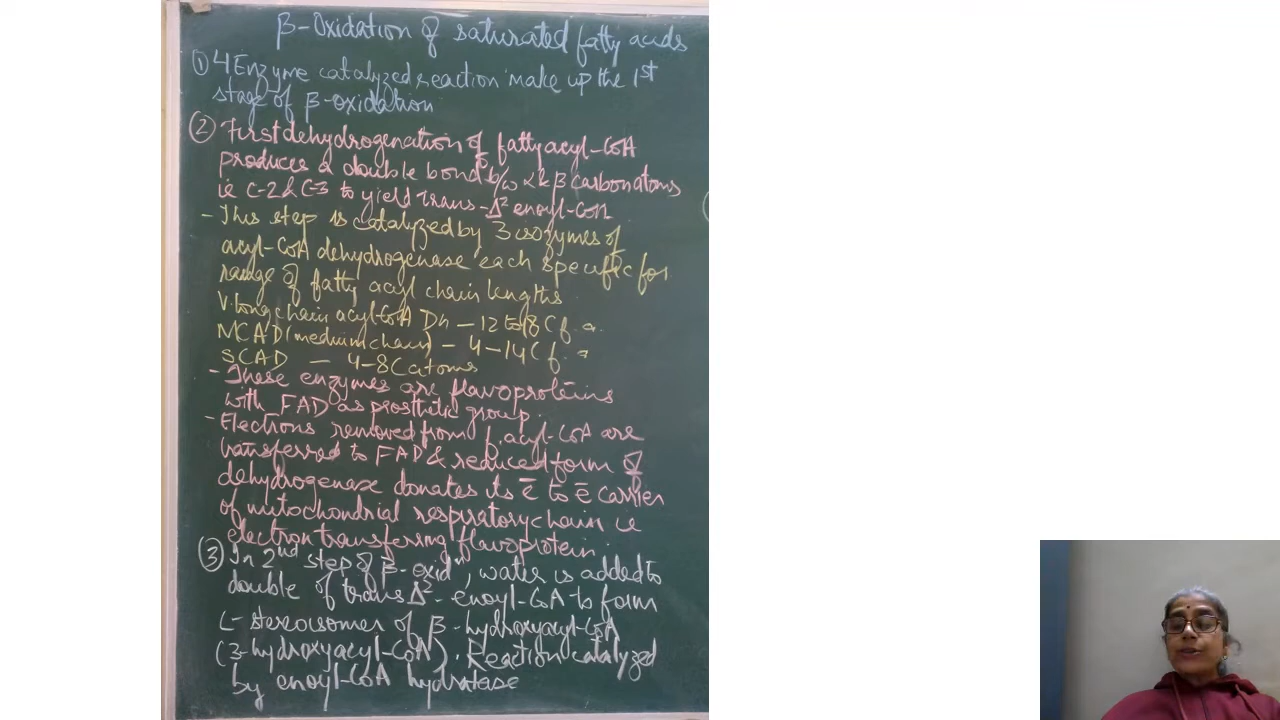 β-Oxidation of saturated fatty acids
① 4 Enzyme catalyzed reaction make up the 1st
stage of β-oxidation
② First dehydrogenation of fattyacyl-CoA
produces a double bond b/w α & β carbon atoms
ie C-2 & C-3 to yield trans-Δ² enoyl-CoA
- This step is catalyzed by 3 isozymes of
acyl-CoA dehydrogenase each specific for
range of fatty acyl chain lengths
V. long chain acyl-CoA Dh – 12 to 18 C f. a.
MCAD (medium chain) – 4-14 C f. a
SCAD – 4-8 C atoms
- These enzymes are flavoproteins
with FAD as prosthetic group.
- Electrons removed from f. acyl-CoA are
transferred to FAD & reduced form of
dehydrogenase donates its e̅ to e̅ carrier
of mitochondrial respiratory chain ie
electron transferring flavoprotein.
③ In 2nd step of β-oxidn, water is added to
double of trans Δ²-enoyl-CoA to form
L-stereoisomer of β-hydroxyacyl-CoA
(3-hydroxyacyl-CoA). Reaction catalyzed
by enoyl-CoA hydratase